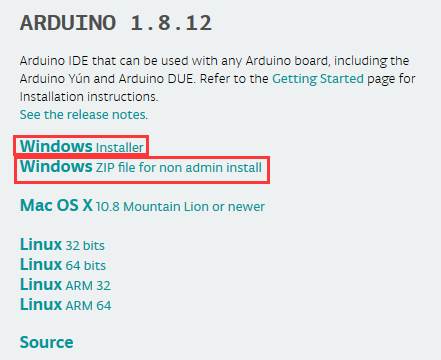 ARDUINO 1.8.12
Arduino IDE that can be used with any Arduino board, including the
Arduino Yún and Arduino DUE. Refer to the Getting Started page for
Installation instructions.
See the release notes.
Windows Installer
Windows ZIP file for non admin install
Mac OS X 10.8 Mountain Lion or newer
Linux 32 bits
Linux 64 bits
Linux ARM 32
Linux ARM 64
Source